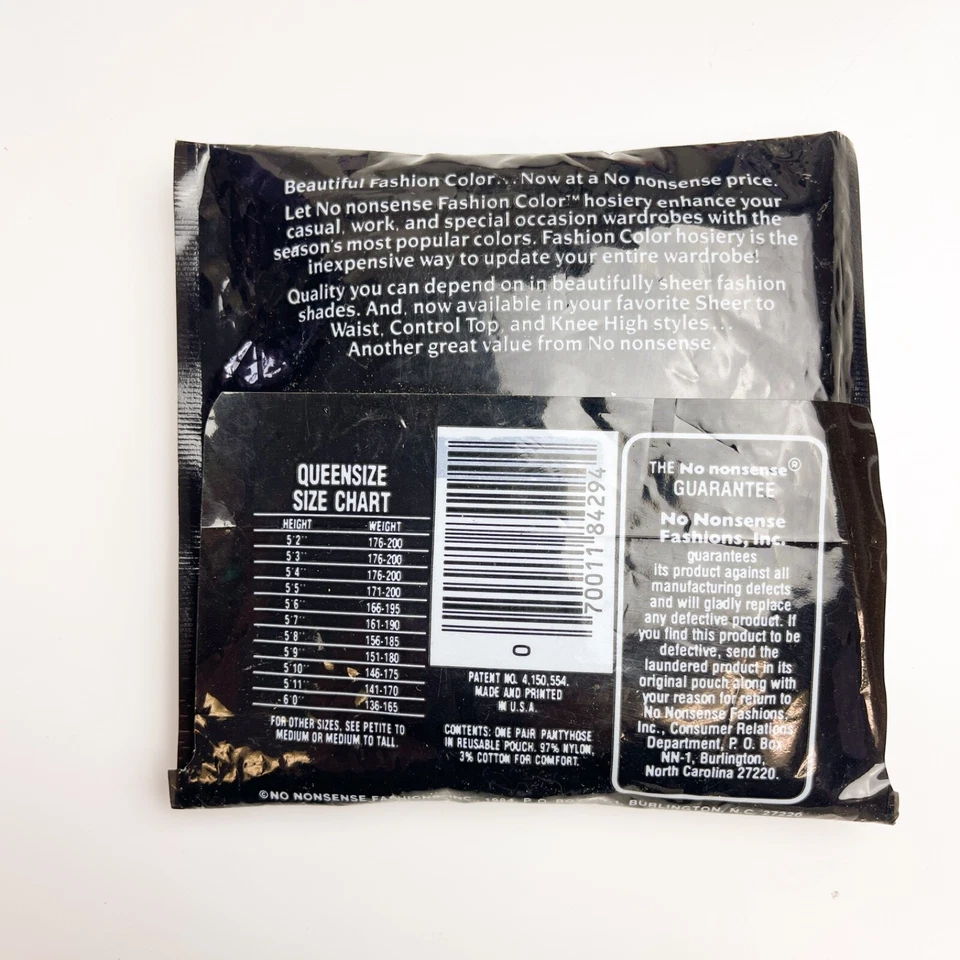 Beautiful Fashion Color... Now at a No nonsense price.
Let No nonsense Fashion Color™ hosiery enhance your
casual, work, and special occasion wardrobes with the
season's most popular colors. Fashion Color hosiery is the
inexpensive way to update your entire wardrobe!
Quality you can depend on in beautifully sheer fashion
shades. And, now available in your favorite Sheer to
Waist, Control Top, and Knee High styles...
Another great value from No nonsense.
QUEENSIZE
SIZE CHART
HEIGHT WEIGHT
5'2" 176-200
5'3" 176-200
5'4" 176-200
5'5" 171-200
5'6" 166-195
5'7" 161-190
5'8" 156-185
5'9" 151-180
5'10" 146-175
5'11" 141-170
6'0" 136-165
FOR OTHER SIZES, SEE PETITE TO
MEDIUM OR MEDIUM TO TALL.
70011 84294
0
PATENT NO. 4,150,554.
MADE AND PRINTED
IN U.S.A.
CONTENTS: ONE PAIR PANTYHOSE
IN REUSABLE POUCH. 97% NYLON,
3% COTTON FOR COMFORT.
THE No nonsense®
GUARANTEE
No Nonsense
Fashions, Inc.
guarantees
its product against all
manufacturing defects
and will gladly replace
any defective product. If
you find this product to be
defective, send the
laundered product in its
original pouch along with
your reason for return to
No Nonsense Fashions,
Inc., Consumer Relations
Department, P. O. Box
NN-1, Burlington,
North Carolina 27220.
©NO NONSENSE FASHIONS, INC. 1984 P.O. BURLINGTON, N.C. 27220